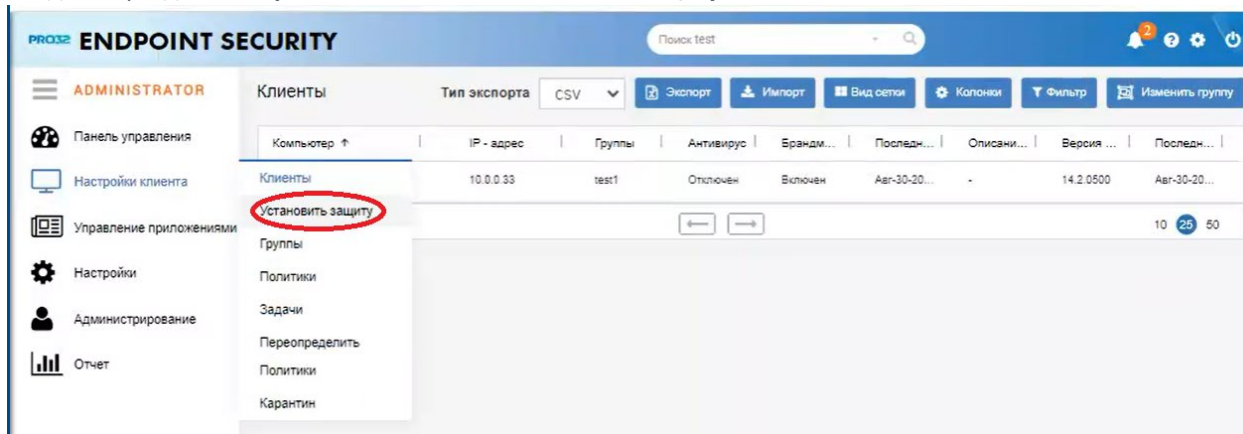 PRO32 ENDPOINT SECURITY
Поиск test
2
ADMINISTRATOR
Клиенты
Тип экспорта
CSV
Экспорт
Импорт
Вид сетки
Колонки
Фильтр
Изменить группу
Панель управления
Настройки клиента
Управление приложениями
Настройки
Администрирование
Отчет
Компьютер ↑
IP - адрес
Группы
Антивирус
Брандм...
Последн...
Описани...
Версия ...
Последн...
Клиенты
Установить защиту
Группы
Политики
Задачи
Переопределить
Политики
Карантин
10.0.0.33
test1
Отключен
Включен
Авг-30-20...
-
14.2.0500
Авг-30-20...
10 25 50